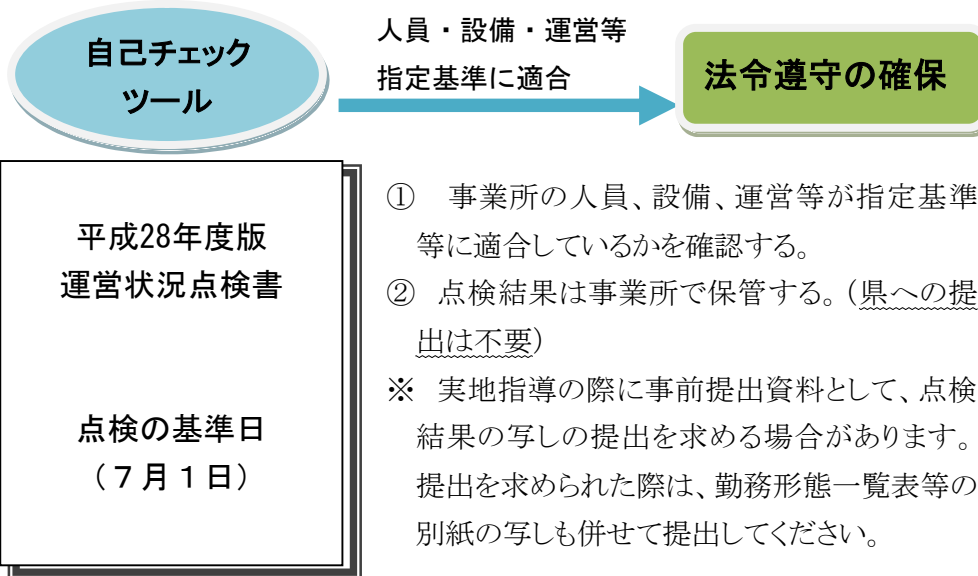 自己チェック
ツール
人員・設備・運営等
指定基準に適合
法令遵守の確保
平成28年度版
運営状況点検書
点検の基準日
（７月１日）
①　事業所の人員、設備、運営等が指定基準
等に適合しているかを確認する。
②　点検結果は事業所で保管する。（県への提
出は不要）
※　実地指導の際に事前提出資料として、点検
結果の写しの提出を求める場合があります。
提出を求められた際は、勤務形態一覧表等の
別紙の写しも併せて提出してください。